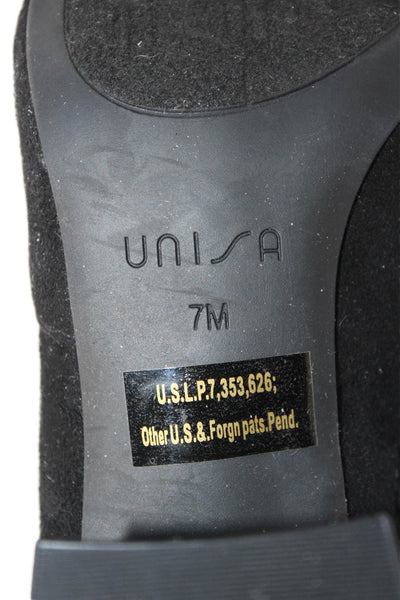 UNISA
7M
U.S.L.P.7,353,626;
Other U.S.&.Forgn pats.Pend.